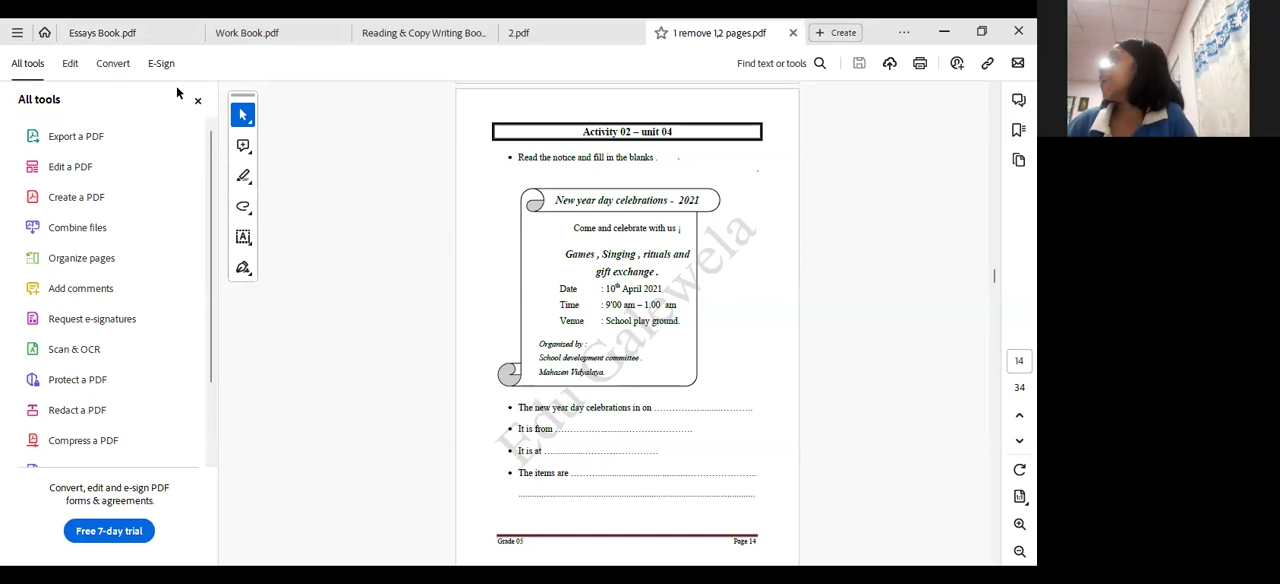 Essays Book.pdf
Work Book.pdf
Reading & Copy Writing Boo..
2.pdf
1 remove 1,2 pages.pdf
Create
All tools
Edit
Convert
E-Sign
Find text or tools
All tools
Export a PDF
Edit a PDF
Create a PDF
Combine files
Organize pages
Add comments
Request e-signatures
Scan & OCR
Protect a PDF
Redact a PDF
Compress a PDF
Convert, edit and e-sign PDF
forms & agreements.
Free 7-day trial
Activity 02 – unit 04
Read the notice and fill in the blanks .
New year day celebrations - 2021
Come and celebrate with us ¡
Games , Singing , rituals and
gift exchange .
Date : 10th April 2021
Time : 9'00 am – 1.00 am
Venue : School play ground.
Organized by :
School development committee .
Mahasen Vidyalaya.
The new year day celebrations in on ..............................
It is from ..............................
It is at ..............................
The items are ..............................
Grade 05 Page 14
Edu Galewela
14
34